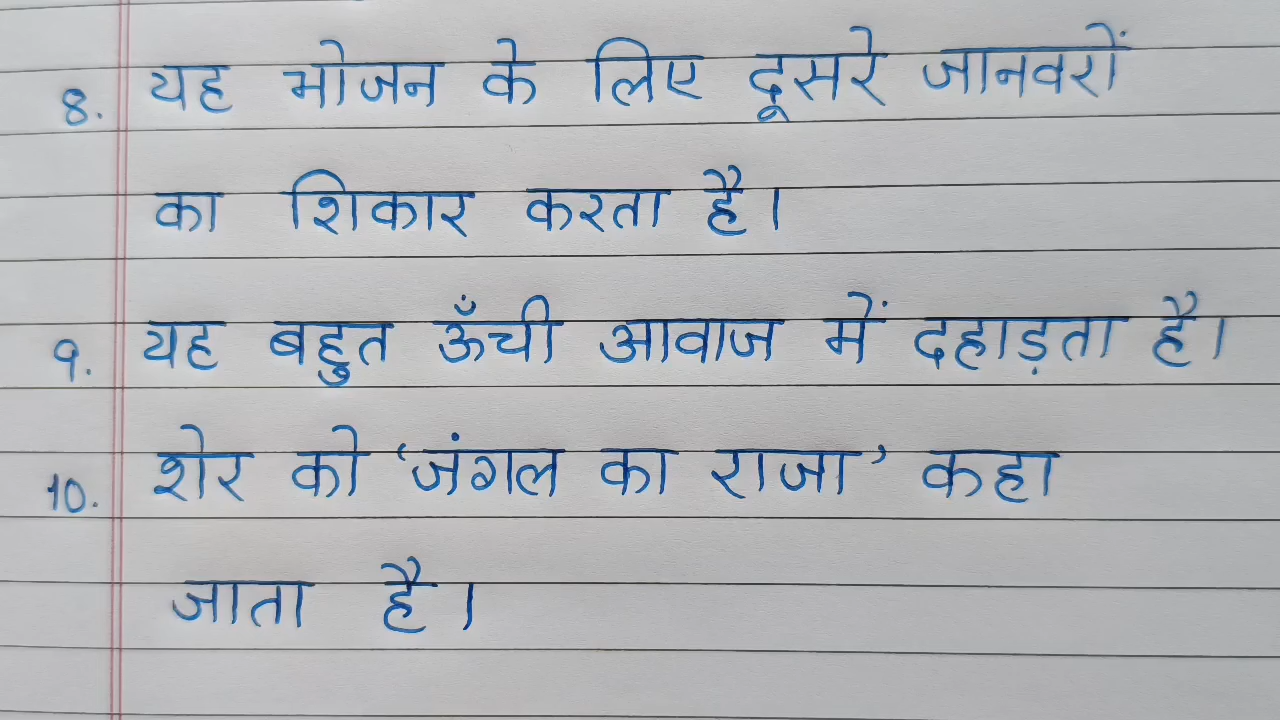 8. यह भोजन के लिए दूसरे जानवरों
का शिकार करता है।
9. यह बहुत ऊँची आवाज में दहाड़ता है।
10. शेर को ‘जंगल का राजा’ कहा
जाता है।